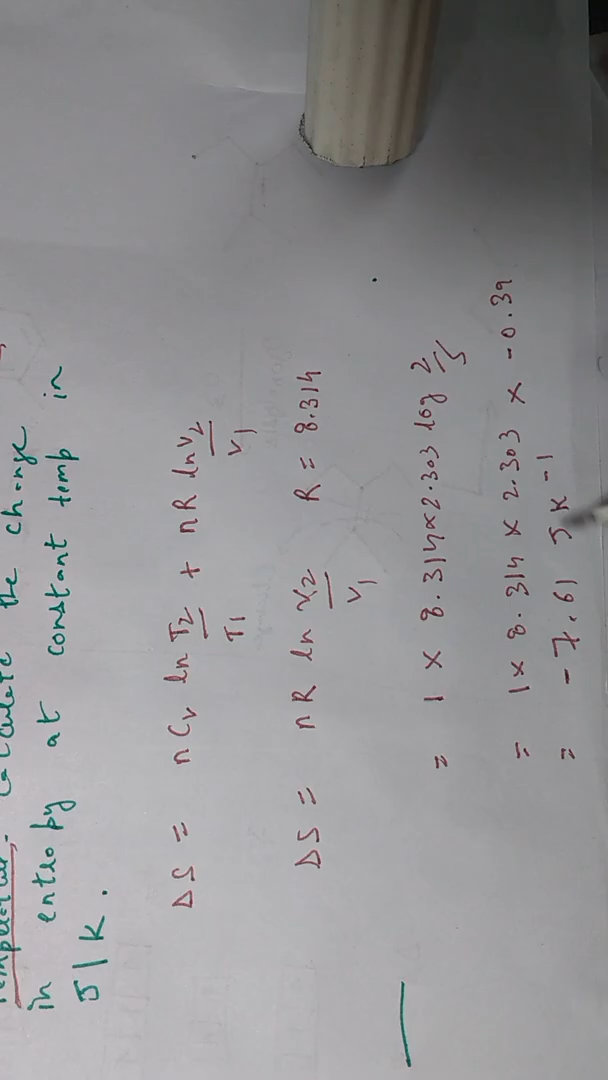 the change
in entropy at constant temp in
J/K.
ΔS = nCv ln T2/T1 + nR ln V2/V1
ΔS = nR ln V2/V1 R = 8.314
= 1 × 8.314 × 2.303 log 2/5
= 1 × 8.314 × 2.303 × -0.39
= -7.61 J K⁻¹